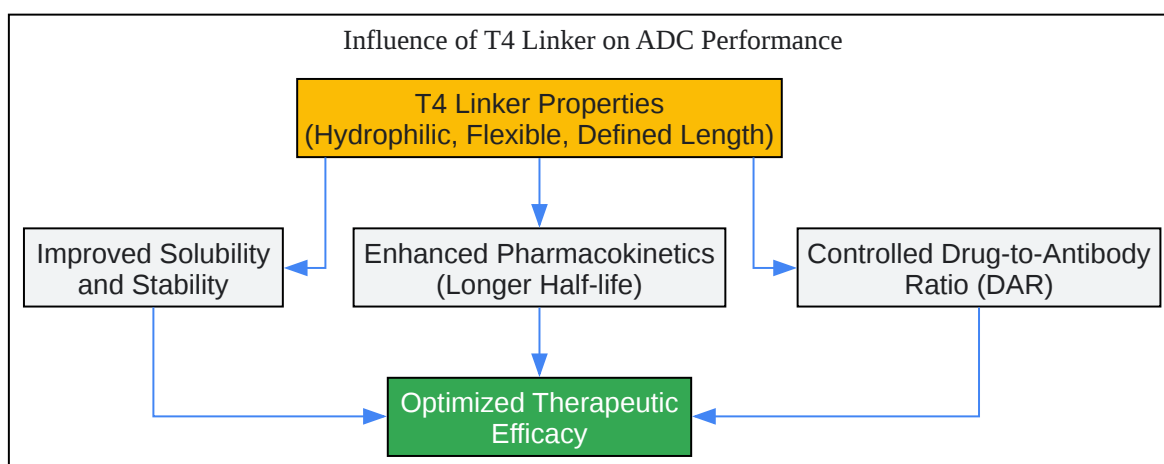 Influence of T4 Linker on ADC Performance
T4 Linker Properties
(Hydrophilic, Flexible, Defined Length)
Improved Solubility
and Stability
Enhanced Pharmacokinetics
(Longer Half-life)
Controlled Drug-to-Antibody
Ratio (DAR)
Optimized Therapeutic
Efficacy